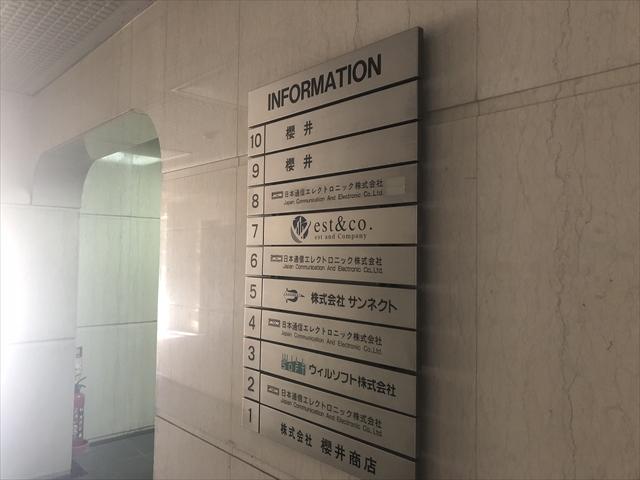 INFORMATION
10 櫻井
9 櫻井
8 日本通信エレクトロニック株式会社
Japan Communication And Electronic Co.,Ltd.
7 est&co.
est and Company
6 日本通信エレクトロニック株式会社
Japan Communication And Electronic Co.,Ltd.
5 株式会社 サンネクト
4 日本通信エレクトロニック株式会社
Japan Communication And Electronic Co.,Ltd.
3 WILL SOFT ウィルソフト株式会社
2 日本通信エレクトロニック株式会社
Japan Communication And Electronic Co.,Ltd.
1 株式会社 櫻井商店